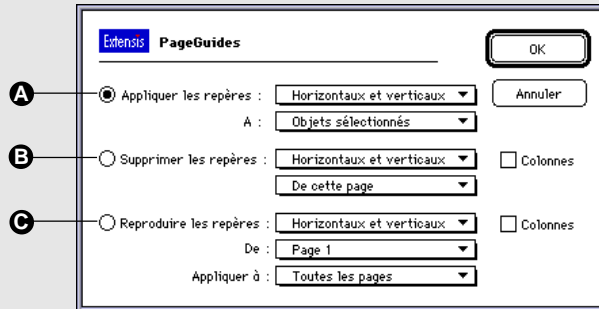 Extensis PageGuides
OK
A Appliquer les repères : Horizontaux et verticaux Annuler
A : Objets sélectionnés
B Supprimer les repères : Horizontaux et verticaux Colonnes
De cette page
C Reproduire les repères : Horizontaux et verticaux Colonnes
De : Page 1
Appliquer à : Toutes les pages